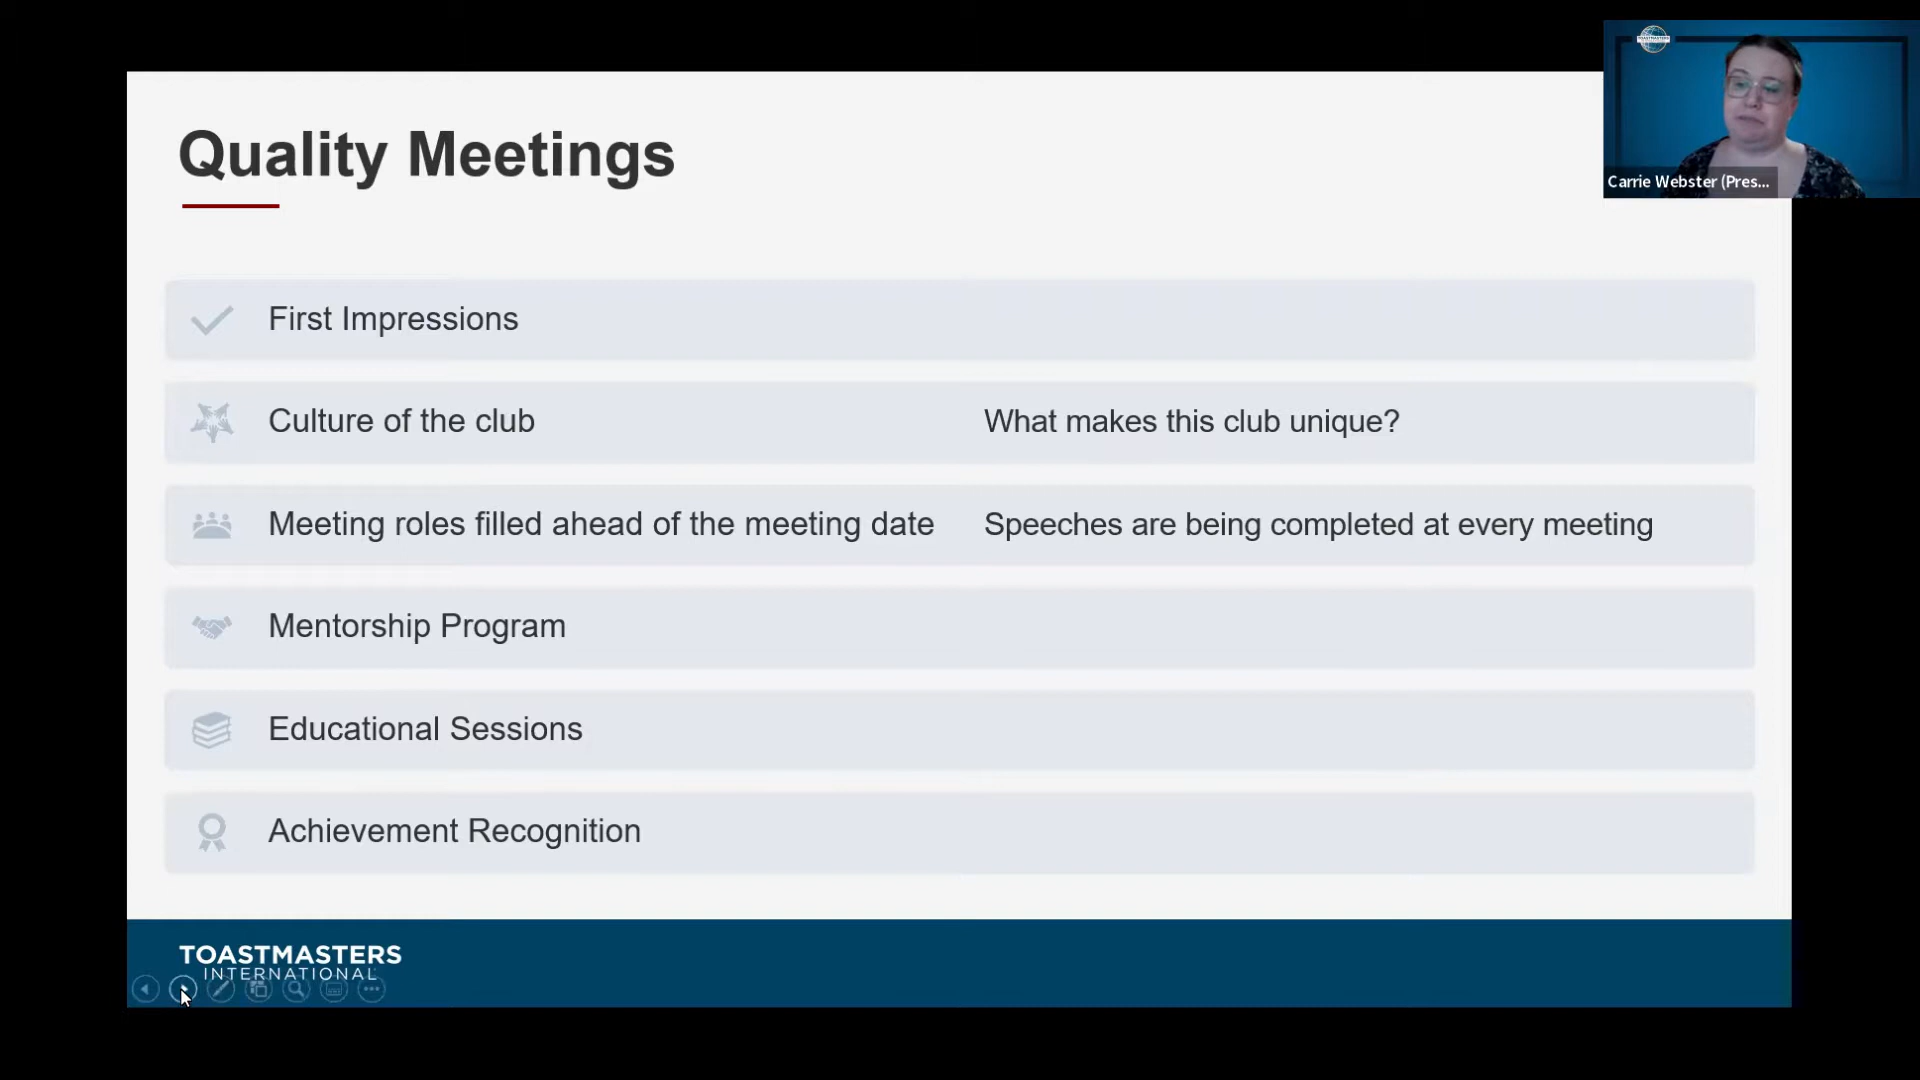 TOASTMASTERS
Carrie Webster (Pres...
Quality Meetings
First Impressions
Culture of the club
What makes this club unique?
Meeting roles filled ahead of the meeting date
Speeches are being completed at every meeting
Mentorship Program
Educational Sessions
Achievement Recognition
TOASTMASTERS
INTERNATIONAL